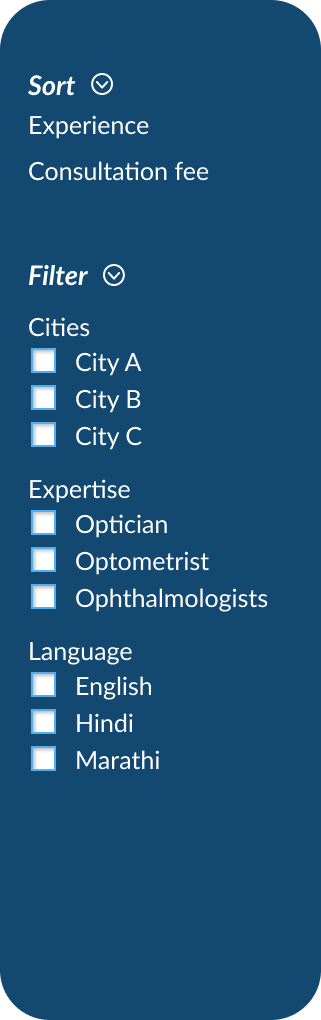 Sort
Experience
Consultation fee
Filter
Cities
City A
City B
City C
Expertise
Optician
Optometrist
Ophthalmologists
Language
English
Hindi
Marathi